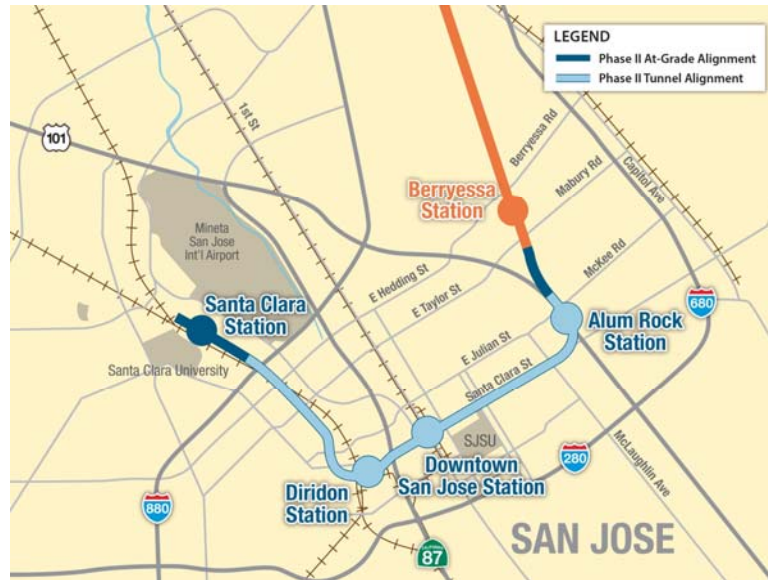 LEGEND
Phase II At-Grade Alignment
Phase II Tunnel Alignment
101
1st St
Berryessa Rd
Mabury Rd
Capitol Ave
Berryessa
Station
Mineta
San Jose
Int'l Airport
McKee Rd
E Hedding St
E Taylor St
680
Santa Clara
Station
Alum Rock
Station
E Julian St
Santa Clara University
Santa Clara St
SJSU
McLaughlin Ave
280
Downtown
San Jose Station
Diridon
Station
880
SAN JOSE
CALIFORNIA
87